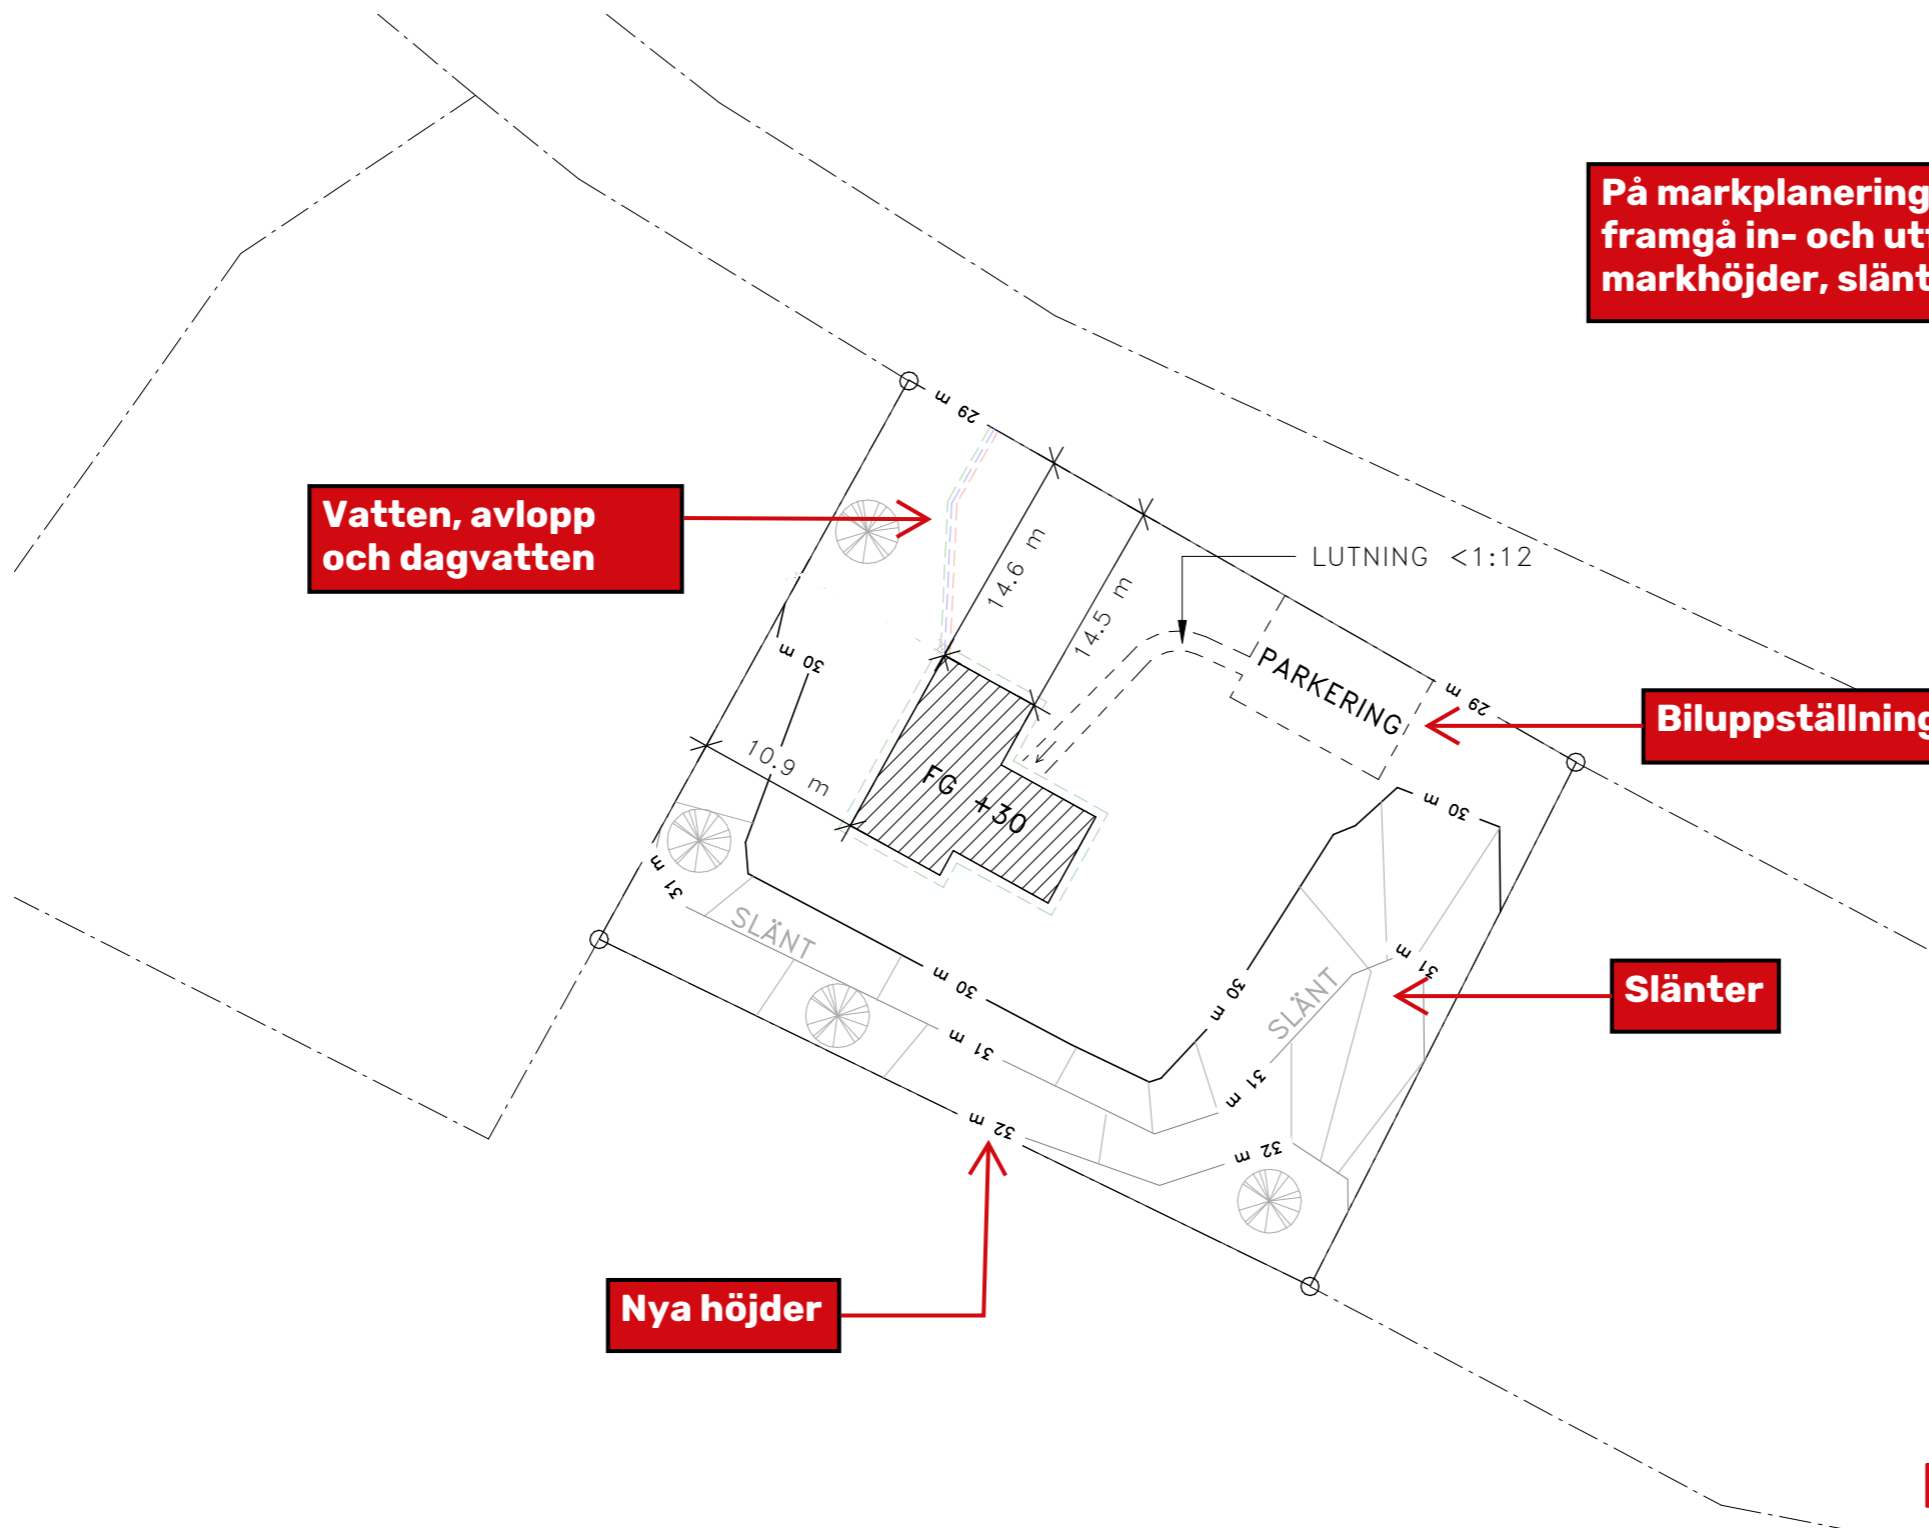 På markplanering
framgå in- och
markhöjder, slänt
29 m
Vatten, avlopp
och dagvatten
14.6 m
LUTNING <1:12
14.5 m
30 m
PARKERING
29 m
Biluppställning
10.9 m
FG +30
30 m
31 m
SLÄNT
30 m
31 m
30 m
SLÄNT
Slänter
31 m
31 m
32 m
32 m
Nya höjder